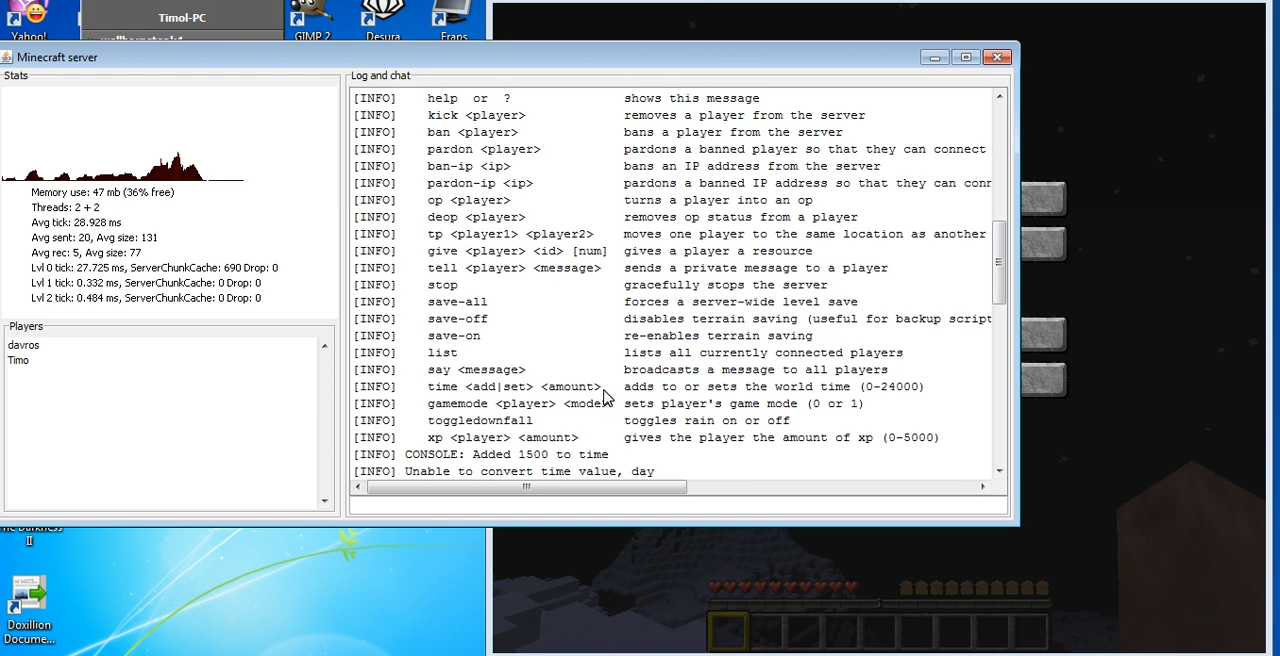 Yahoo!
Timol-PC
GIMP 2
Desura
Fraps
Minecraft server
Stats
Memory use: 47 mb (36% free)
Threads: 2 + 2
Avg tick: 28.928 ms
Avg sent: 20, Avg size: 131
Avg rec: 5, Avg size: 77
Lvl 0 tick: 27.725 ms, ServerChunkCache: 690 Drop: 0
Lvl 1 tick: 0.332 ms, ServerChunkCache: 0 Drop: 0
Lvl 2 tick: 0.484 ms, ServerChunkCache: 0 Drop: 0
Players
davros
Timo
Log and chat
[INFO] help or ? shows this message
[INFO] kick <player> removes a player from the server
[INFO] ban <player> bans a player from the server
[INFO] pardon <player> pardons a banned player so that they can connect
[INFO] ban-ip <ip> bans an IP address from the server
[INFO] pardon-ip <ip> pardons a banned IP address so that they can conn
[INFO] op <player> turns a player into an op
[INFO] deop <player> removes op status from a player
[INFO] tp <player1> <player2> moves one player to the same location as another
[INFO] give <player> <id> [num] gives a player a resource
[INFO] tell <player> <message> sends a private message to a player
[INFO] stop gracefully stops the server
[INFO] save-all forces a server-wide level save
[INFO] save-off disables terrain saving (useful for backup script
[INFO] save-on re-enables terrain saving
[INFO] list lists all currently connected players
[INFO] say <message> broadcasts a message to all players
[INFO] time <add|set> <amount> adds to or sets the world time (0-24000)
[INFO] gamemode <player> <mode> sets player's game mode (0 or 1)
[INFO] toggledownfall toggles rain on or off
[INFO] xp <player> <amount> gives the player the amount of xp (0-5000)
[INFO] CONSOLE: Added 1500 to time
[INFO] Unable to convert time value, day
II
Doxillion
Docume...